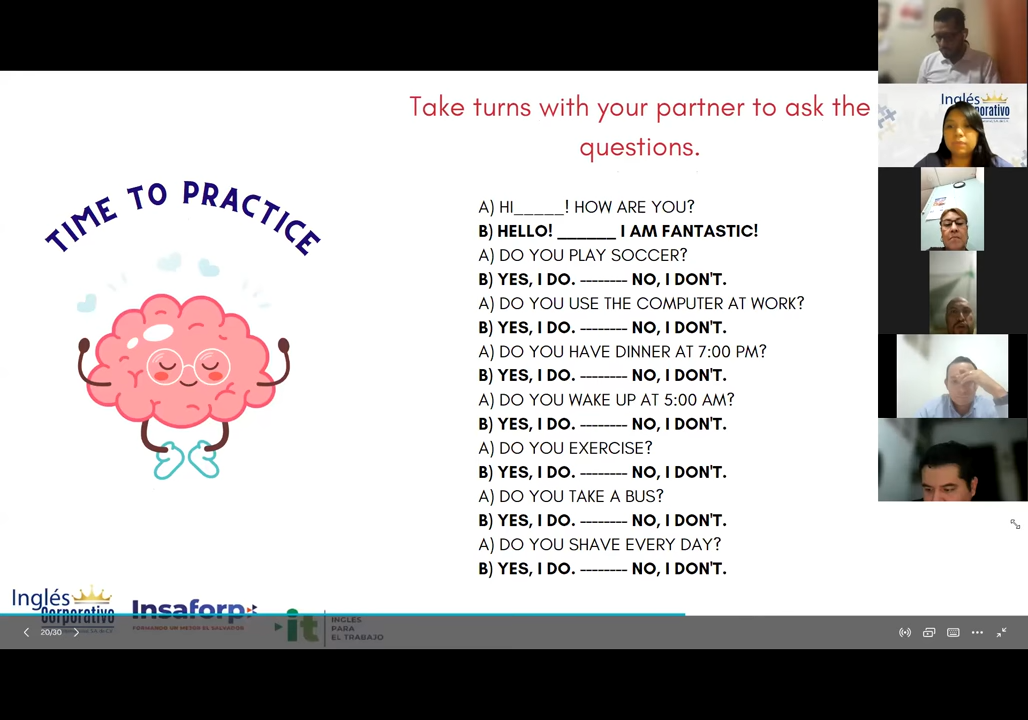 Take turns with your partner to ask the
questions.
TIME TO PRACTICE
A) HI_____! HOW ARE YOU?
B) HELLO! ______ I AM FANTASTIC!
A) DO YOU PLAY SOCCER?
B) YES, I DO. -------- NO, I DON'T.
A) DO YOU USE THE COMPUTER AT WORK?
B) YES, I DO. -------- NO, I DON'T.
A) DO YOU HAVE DINNER AT 7:00 PM?
B) YES, I DO. -------- NO, I DON'T.
A) DO YOU WAKE UP AT 5:00 AM?
B) YES, I DO. -------- NO, I DON'T.
A) DO YOU EXERCISE?
B) YES, I DO. -------- NO, I DON'T.
A) DO YOU TAKE A BUS?
B) YES, I DO. -------- NO, I DON'T.
A) DO YOU SHAVE EVERY DAY?
B) YES, I DO. -------- NO, I DON'T.
Inglés
Corporativo
Insaforp
FORMANDO UN MEJOR EL SALVADOR
it
INGLÉS
PARA
EL TRABAJO
20/30
Inglés